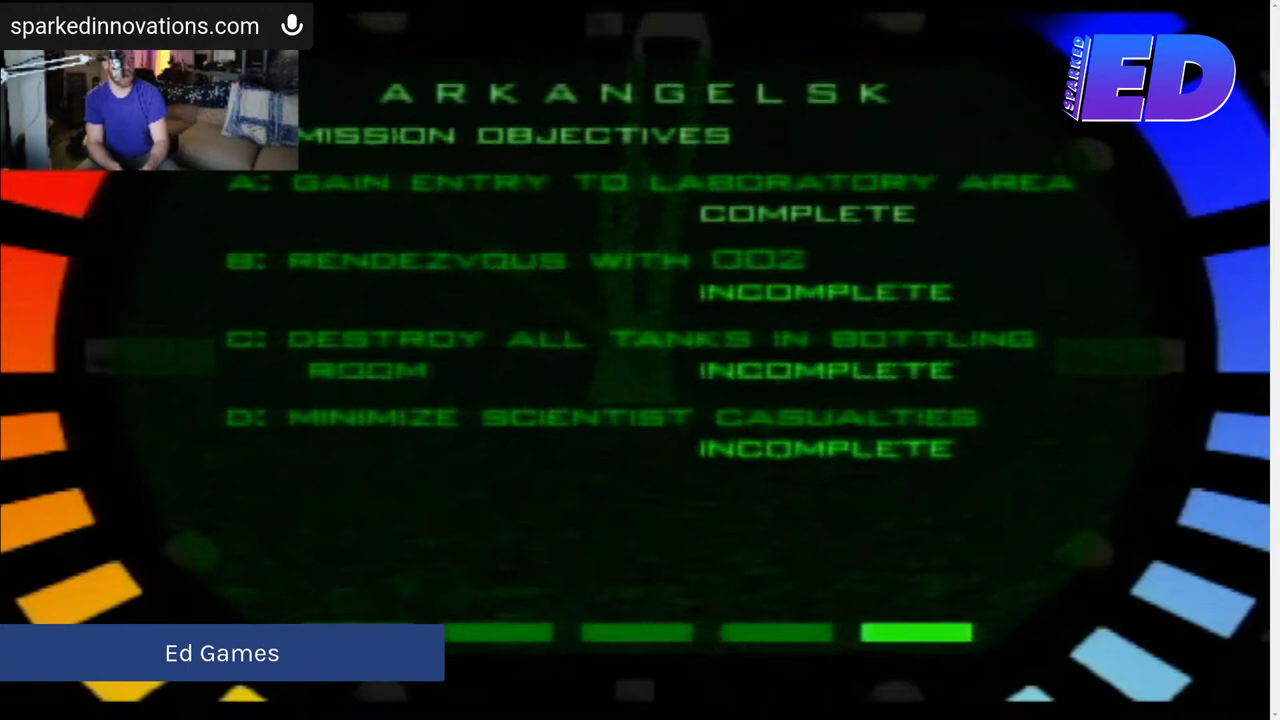 sparkedinnovations.com
SPARKED ED
ARKANGELSK
MISSION OBJECTIVES
A: GAIN ENTRY TO LABORATORY AREA
COMPLETE
B: RENDEZVOUS WITH 002
INCOMPLETE
C: DESTROY ALL TANKS IN BOTTLING
ROOM INCOMPLETE
D: MINIMIZE SCIENTIST CASUALTIES
INCOMPLETE
Ed Games